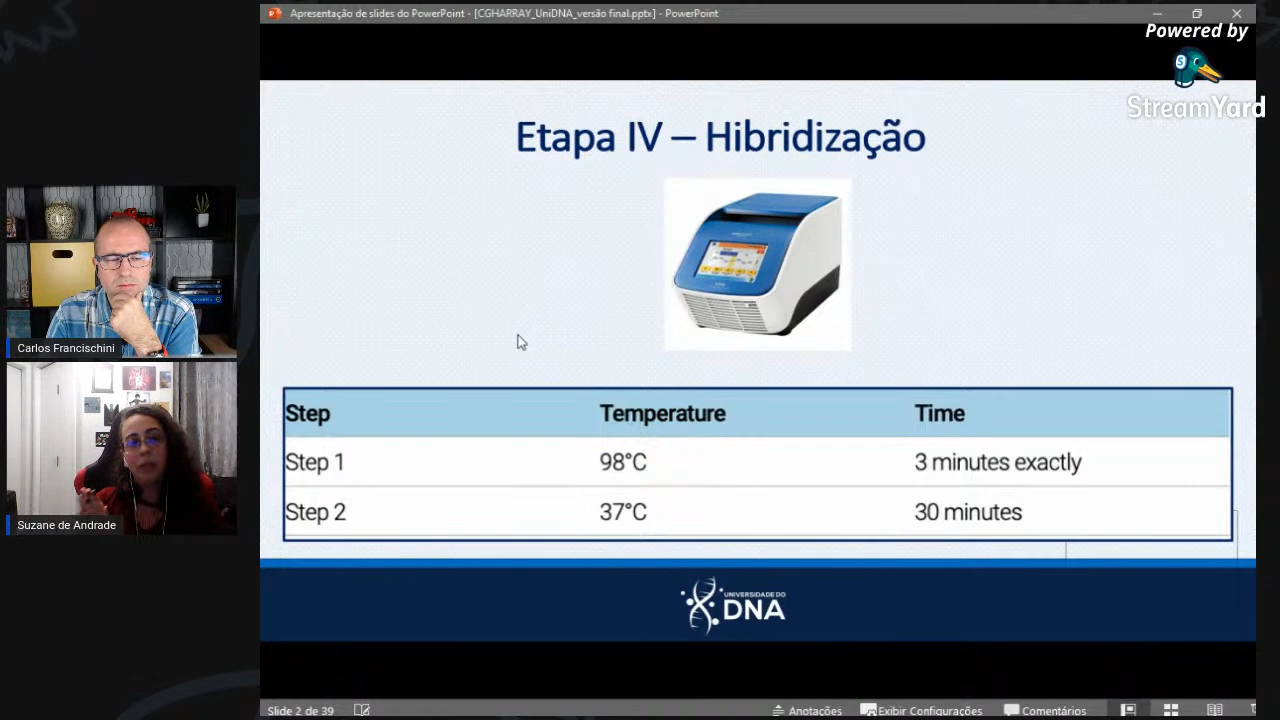 Apresentação de slides do PowerPoint - [CGHARRAY_UniDNA_versão final.pptx] - PowerPoint
Powered by
StreamYard
Etapa IV – Hibridização
Step Temperature Time
Step 1 98°C 3 minutes exactly
Step 2 37°C 30 minutes
Carlos Francischini
Suzane de Andrade
UNIVERSIDADE DO
DNA
Slide 2 de 39 Anotações Exibir Configurações Comentários